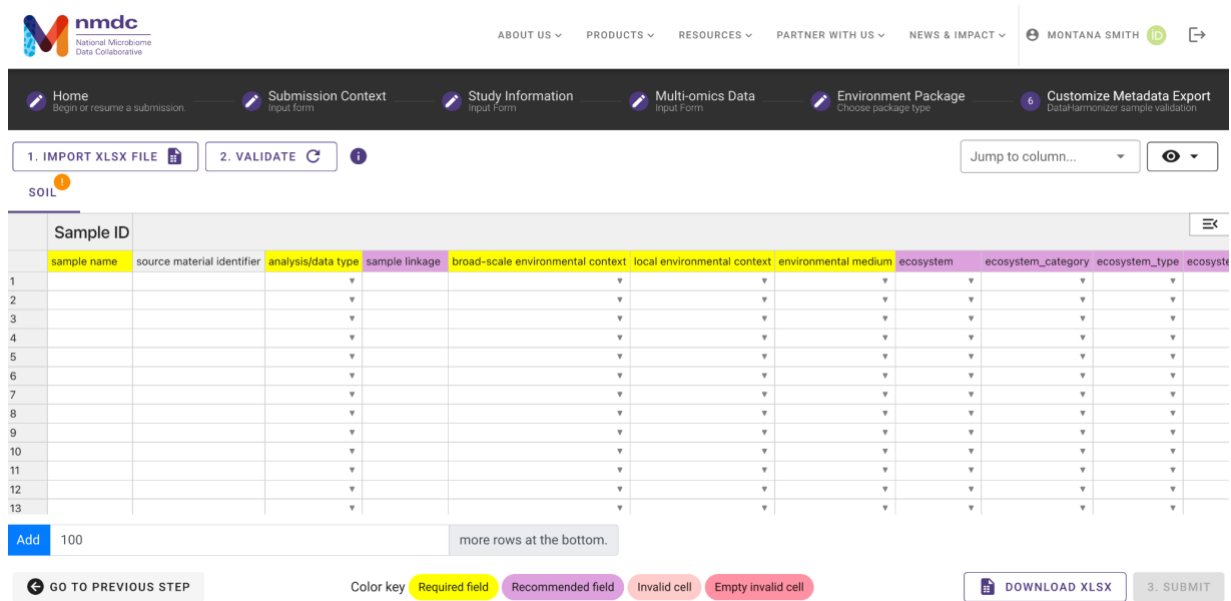 nmdc
National Microbiome
Data Collaborative
ABOUT US PRODUCTS RESOURCES PARTNER WITH US NEWS & IMPACT MONTANA SMITH iD
Home
Begin or resume a submission.
Submission Context
Input form
Study Information
Input Form
Multi-omics Data
Input Form
Environment Package
Choose package type
6 Customize Metadata Export
DataHarmonizer sample validation
1. IMPORT XLSX FILE 2. VALIDATE i Jump to column...
SOIL !
Sample ID
sample name source material identifier analysis/data type sample linkage broad-scale environmental context local environmental context environmental medium ecosystem ecosystem_category ecosystem_type ecosyste
1
2
3
4
5
6
7
8
9
10
11
12
13
Add 100 more rows at the bottom.
GO TO PREVIOUS STEP Color key Required field Recommended field Invalid cell Empty invalid cell DOWNLOAD XLSX 3. SUBMIT